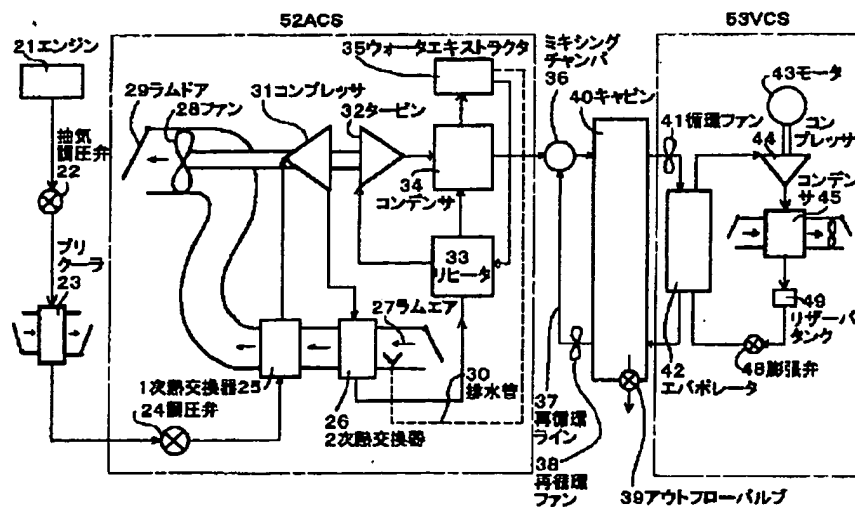 52ACS
53VCS
21エンジン
抽気
調圧弁
22
プリ
クーラ
23
24調圧弁
29ラムドア
28ファン
31コンプレッサ
32タービン
35ウォータエキストラクタ
34
コンデンサ
33
リヒータ
27ラムエア
1次熱交換器25
26
2次熱交換器
30
排水管
ミキシング
チャンバ
36
40キャビン
37
再循環
ライン
38
再循環
ファン
39アウトフローバルブ
41循環ファン
43モータ
コン
プレッサ
44
コンデン
サ45
49
リザーバ
タンク
48膨張弁
42
エバポレータ